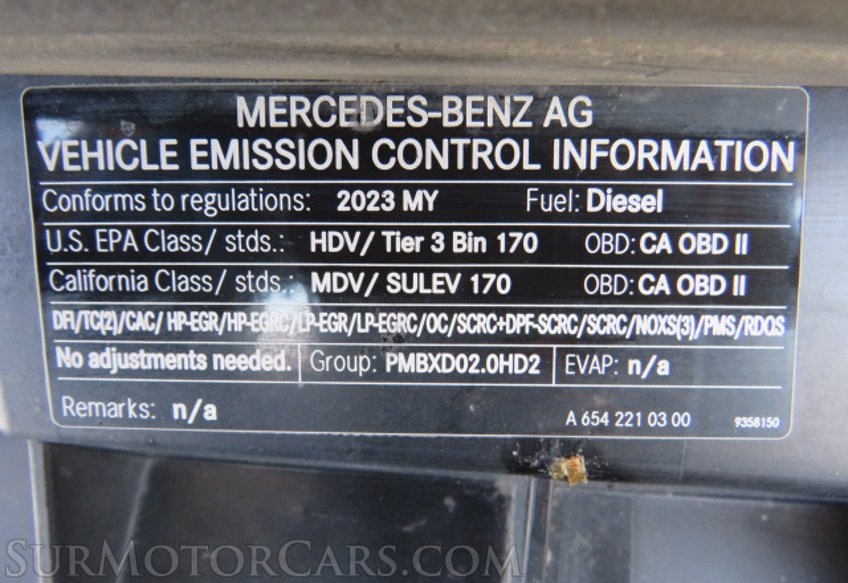 MERCEDES-BENZ AG
VEHICLE EMISSION CONTROL INFORMATION
Conforms to regulations: 2023 MY Fuel: Diesel
U.S. EPA Class/ stds.: HDV/ Tier 3 Bin 170 OBD: CA OBD II
California Class/ stds.: MDV/ SULEV 170 OBD: CA OBD II
DFI/TC(2)/CAC/ HP-EGR/HP-EGRC/LP-EGR/LP-EGRC/OC/SCRC+DPF-SCRC/SCRC/NOXS(3)/PMS/RDQS
No adjustments needed. Group: PMBXD02.0HD2 EVAP: n/a
Remarks: n/a A 654 221 03 00 9358150
SURMOTORCARS.COM